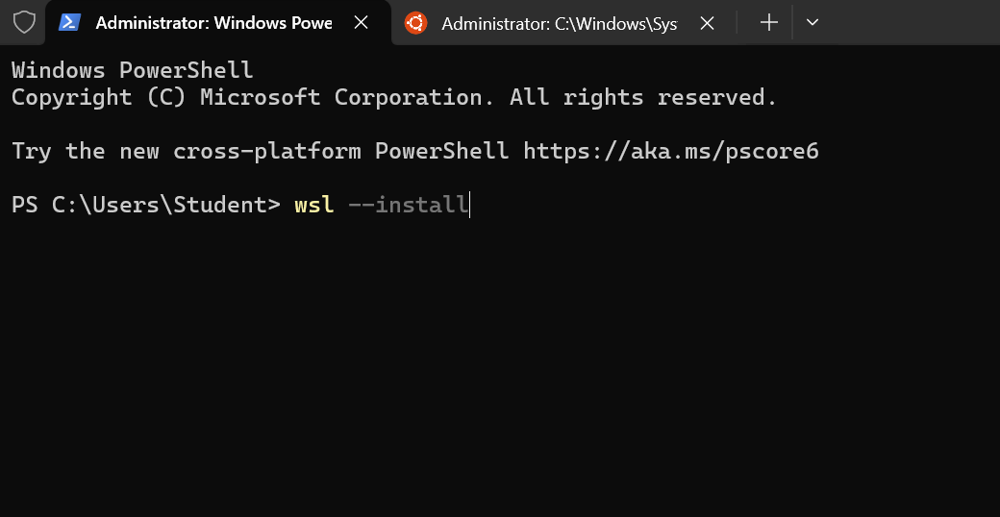 Administrator: Windows Powe
Administrator: C:\Windows\Sys
Windows PowerShell
Copyright (C) Microsoft Corporation. All rights reserved.
Try the new cross-platform PowerShell https://aka.ms/pscore6
PS C:\Users\Student> wsl --install